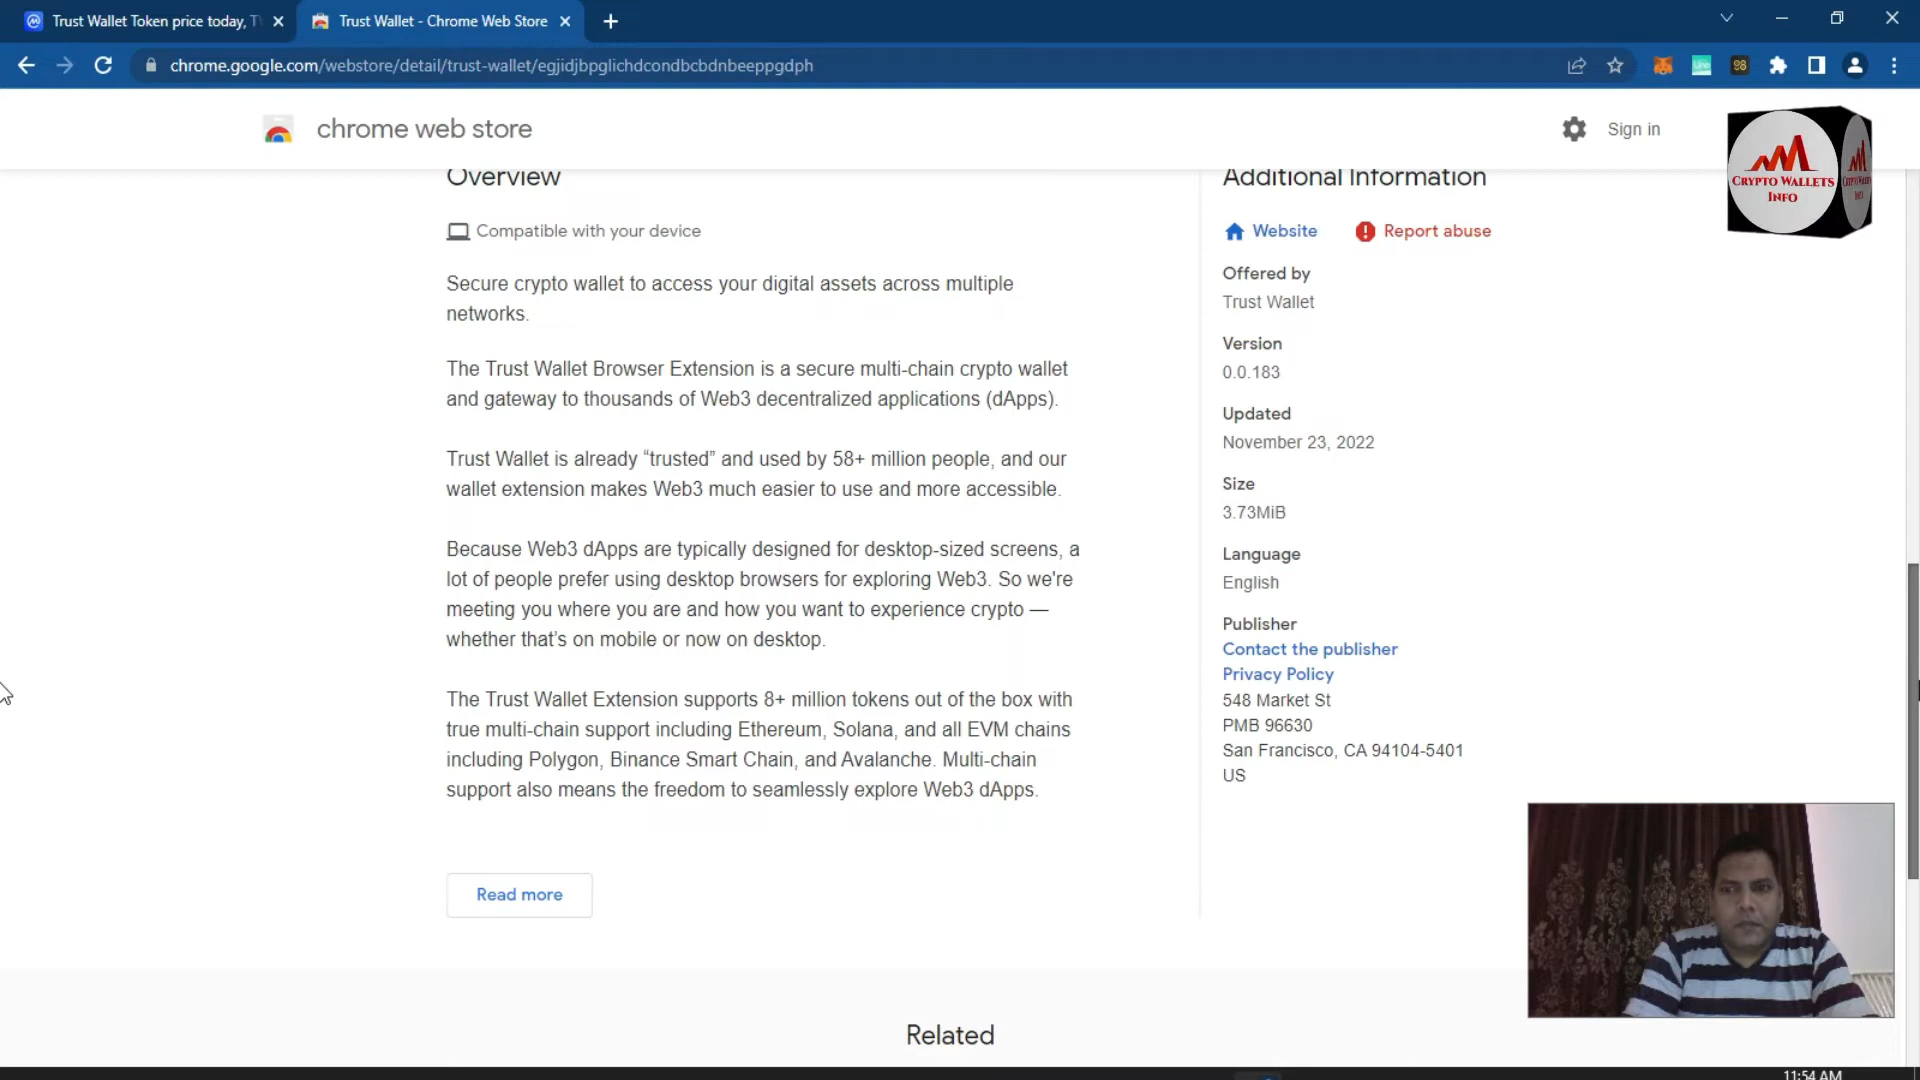 Trust Wallet Token price today, T
Trust Wallet - Chrome Web Store
chrome.google.com/webstore/detail/trust-wallet/egjidjbpglichdcondbcbdnbeeppgdph
98
chrome web store
Sign in
CRYPTO WALLETS
INFO
Overview
Compatible with your device
Secure crypto wallet to access your digital assets across multiple
networks.
The Trust Wallet Browser Extension is a secure multi-chain crypto wallet
and gateway to thousands of Web3 decentralized applications (dApps).
Trust Wallet is already “trusted” and used by 58+ million people, and our
wallet extension makes Web3 much easier to use and more accessible.
Because Web3 dApps are typically designed for desktop-sized screens, a
lot of people prefer using desktop browsers for exploring Web3. So we're
meeting you where you are and how you want to experience crypto —
whether that’s on mobile or now on desktop.
The Trust Wallet Extension supports 8+ million tokens out of the box with
true multi-chain support including Ethereum, Solana, and all EVM chains
including Polygon, Binance Smart Chain, and Avalanche. Multi-chain
support also means the freedom to seamlessly explore Web3 dApps.
Read more
Additional Information
Website
Report abuse
Offered by
Trust Wallet
Version
0.0.183
Updated
November 23, 2022
Size
3.73MiB
Language
English
Publisher
Contact the publisher
Privacy Policy
548 Market St
PMB 96630
San Francisco, CA 94104-5401
US
Related
11:54 AM